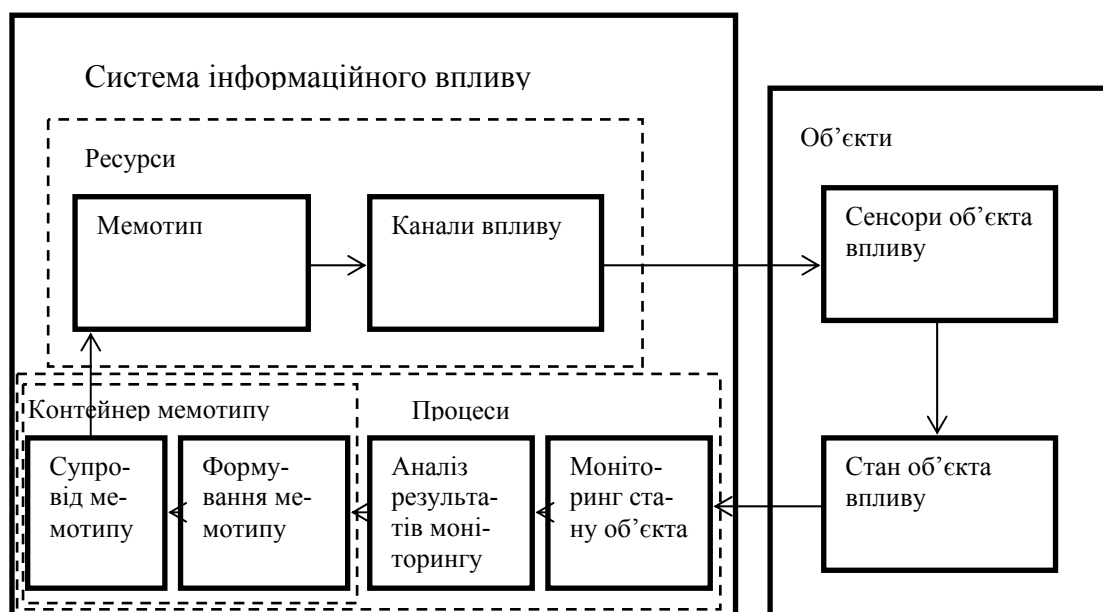 Система інформаційного впливу
Ресурси
Мемотип
Канали впливу
Об’єкти
Сенсори об’єкта
впливу
Контейнер мемотипу
Процеси
Супро-
від ме-
мотипу
Форму-
вання ме-
мотипу
Аналіз
результа-
тів моні-
торингу
Моніто-
ринг ста-
ну об’єкта
Стан об’єкта
впливу